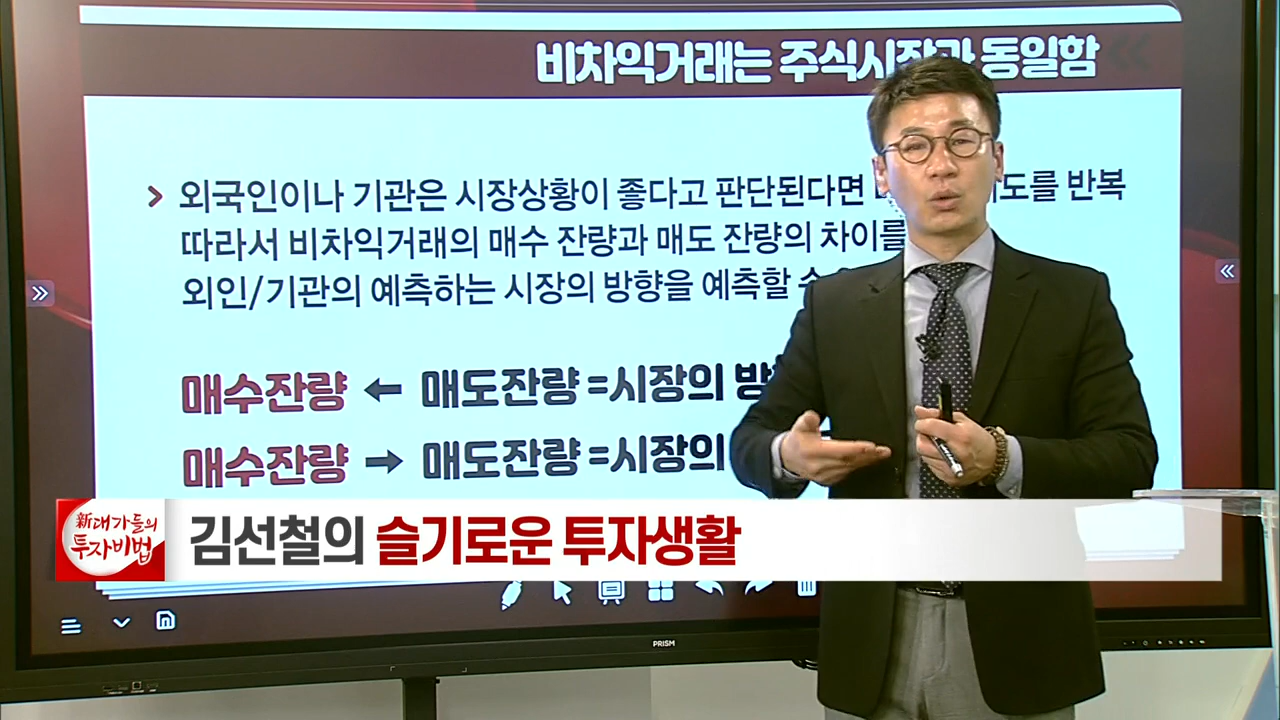 비차익거래는 주식시장과 동일함
외국인이나 기관은 시장상황이 좋다고 판단된다면 반복
따라서 비차익거래의 매수 잔량과 매도 잔량의 차이를
외인/기관의 예측하는 시장의 방향을 예측할 수
매수잔량 ← 매도잔량 =시장의
매수잔량 → 매도잔량 =시장의
新대가들의
투자비법
김선철의 슬기로운 투자생활
PRISM